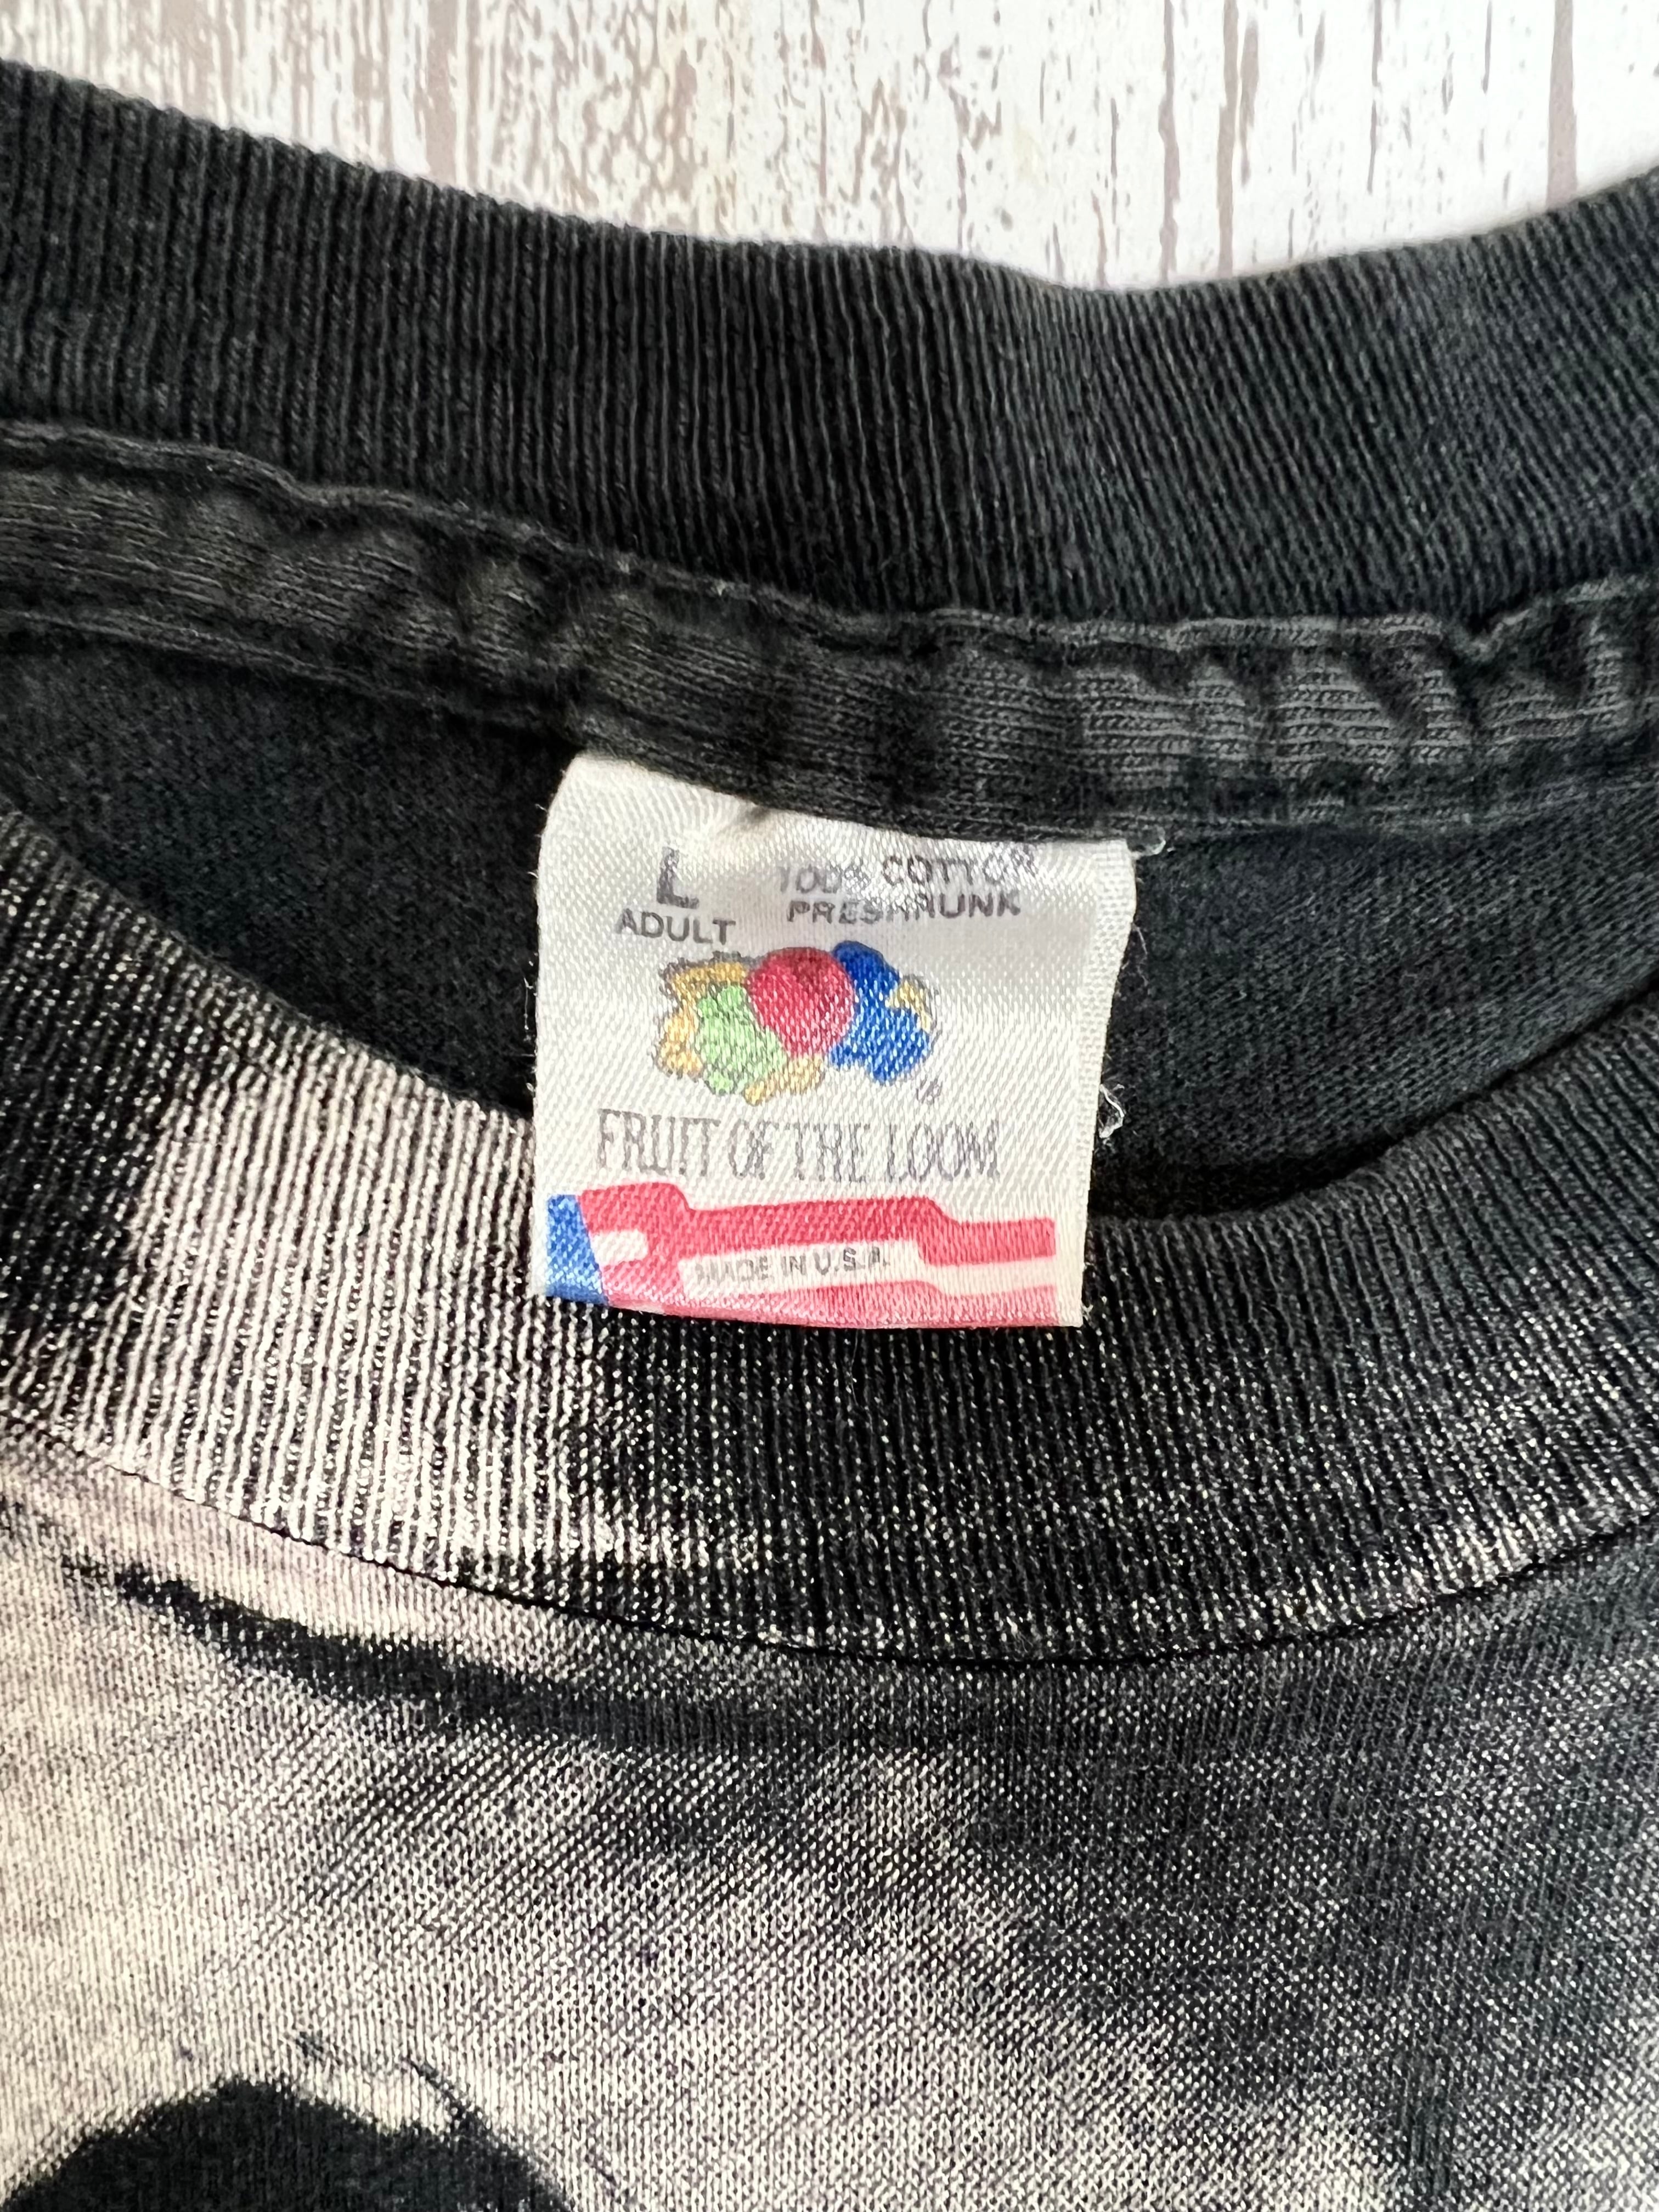 L
ADULT
100% COTTON
PRESHRUNK
®
FRUIT OF THE LOOM
MADE IN U.S.A.